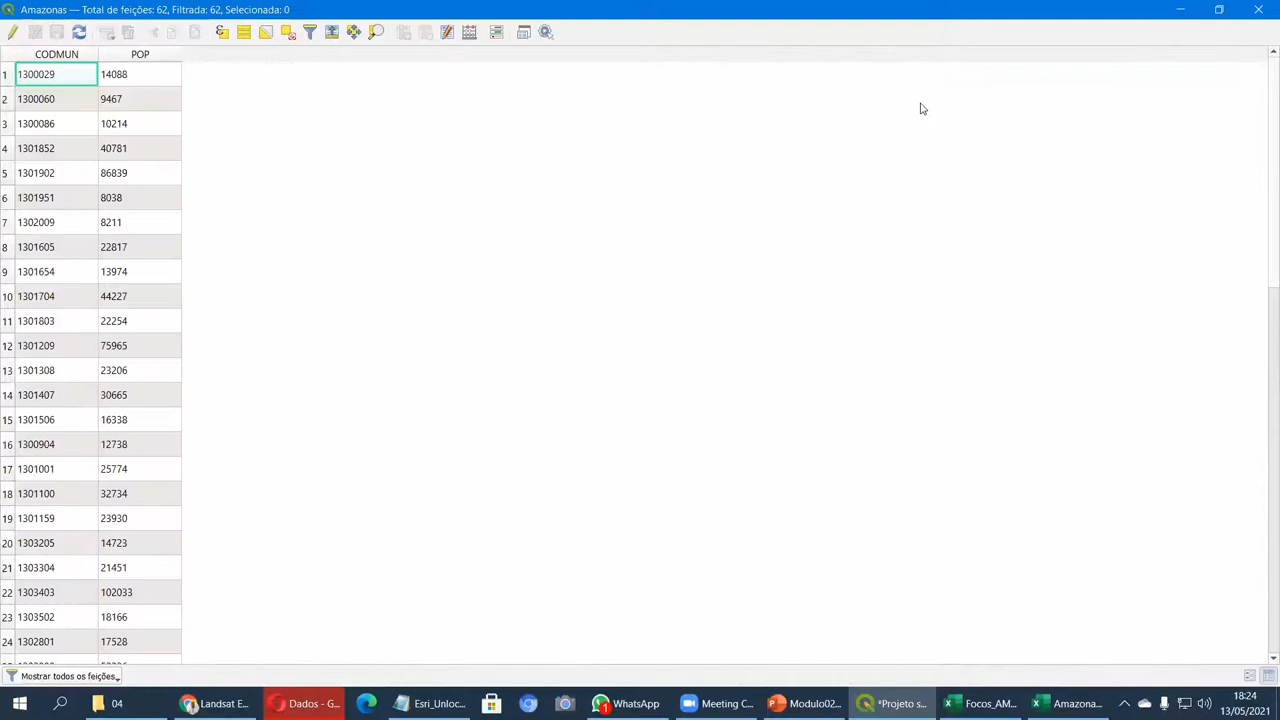 Amazonas — Total de feições: 62, Filtrada: 62, Selecionada: 0
CODMUN POP
1 1300029 14088
2 1300060 9467
3 1300086 10214
4 1301852 40781
5 1301902 86839
6 1301951 8038
7 1302009 8211
8 1301605 22817
9 1301654 13974
10 1301704 44227
11 1301803 22254
12 1301209 75965
13 1301308 23206
14 1301407 30665
15 1301506 16338
16 1300904 12738
17 1301001 25774
18 1301100 32734
19 1301159 23930
20 1303205 14723
21 1303304 21451
22 1303403 102033
23 1303502 18166
24 1302801 17528
Mostrar todos os feições
04 Landsat E... Dados - G... Esri_Unloc... 1 WhatsApp Meeting C... Modulo02... *Projeto s... Focos_AM... Amazona...
18:24
13/05/2021